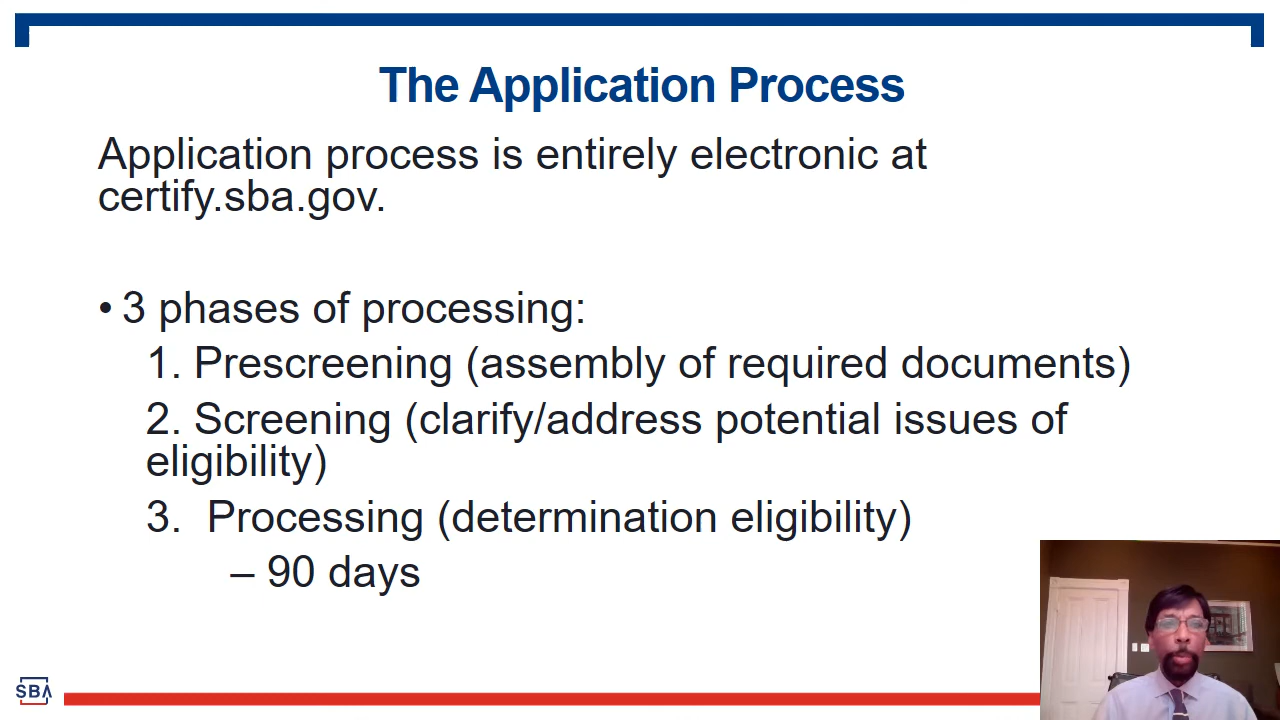 The Application Process
Application process is entirely electronic at
certify.sba.gov.
• 3 phases of processing:
1. Prescreening (assembly of required documents)
2. Screening (clarify/address potential issues of
eligibility)
3.  Processing (determination eligibility)
– 90 days
SBA